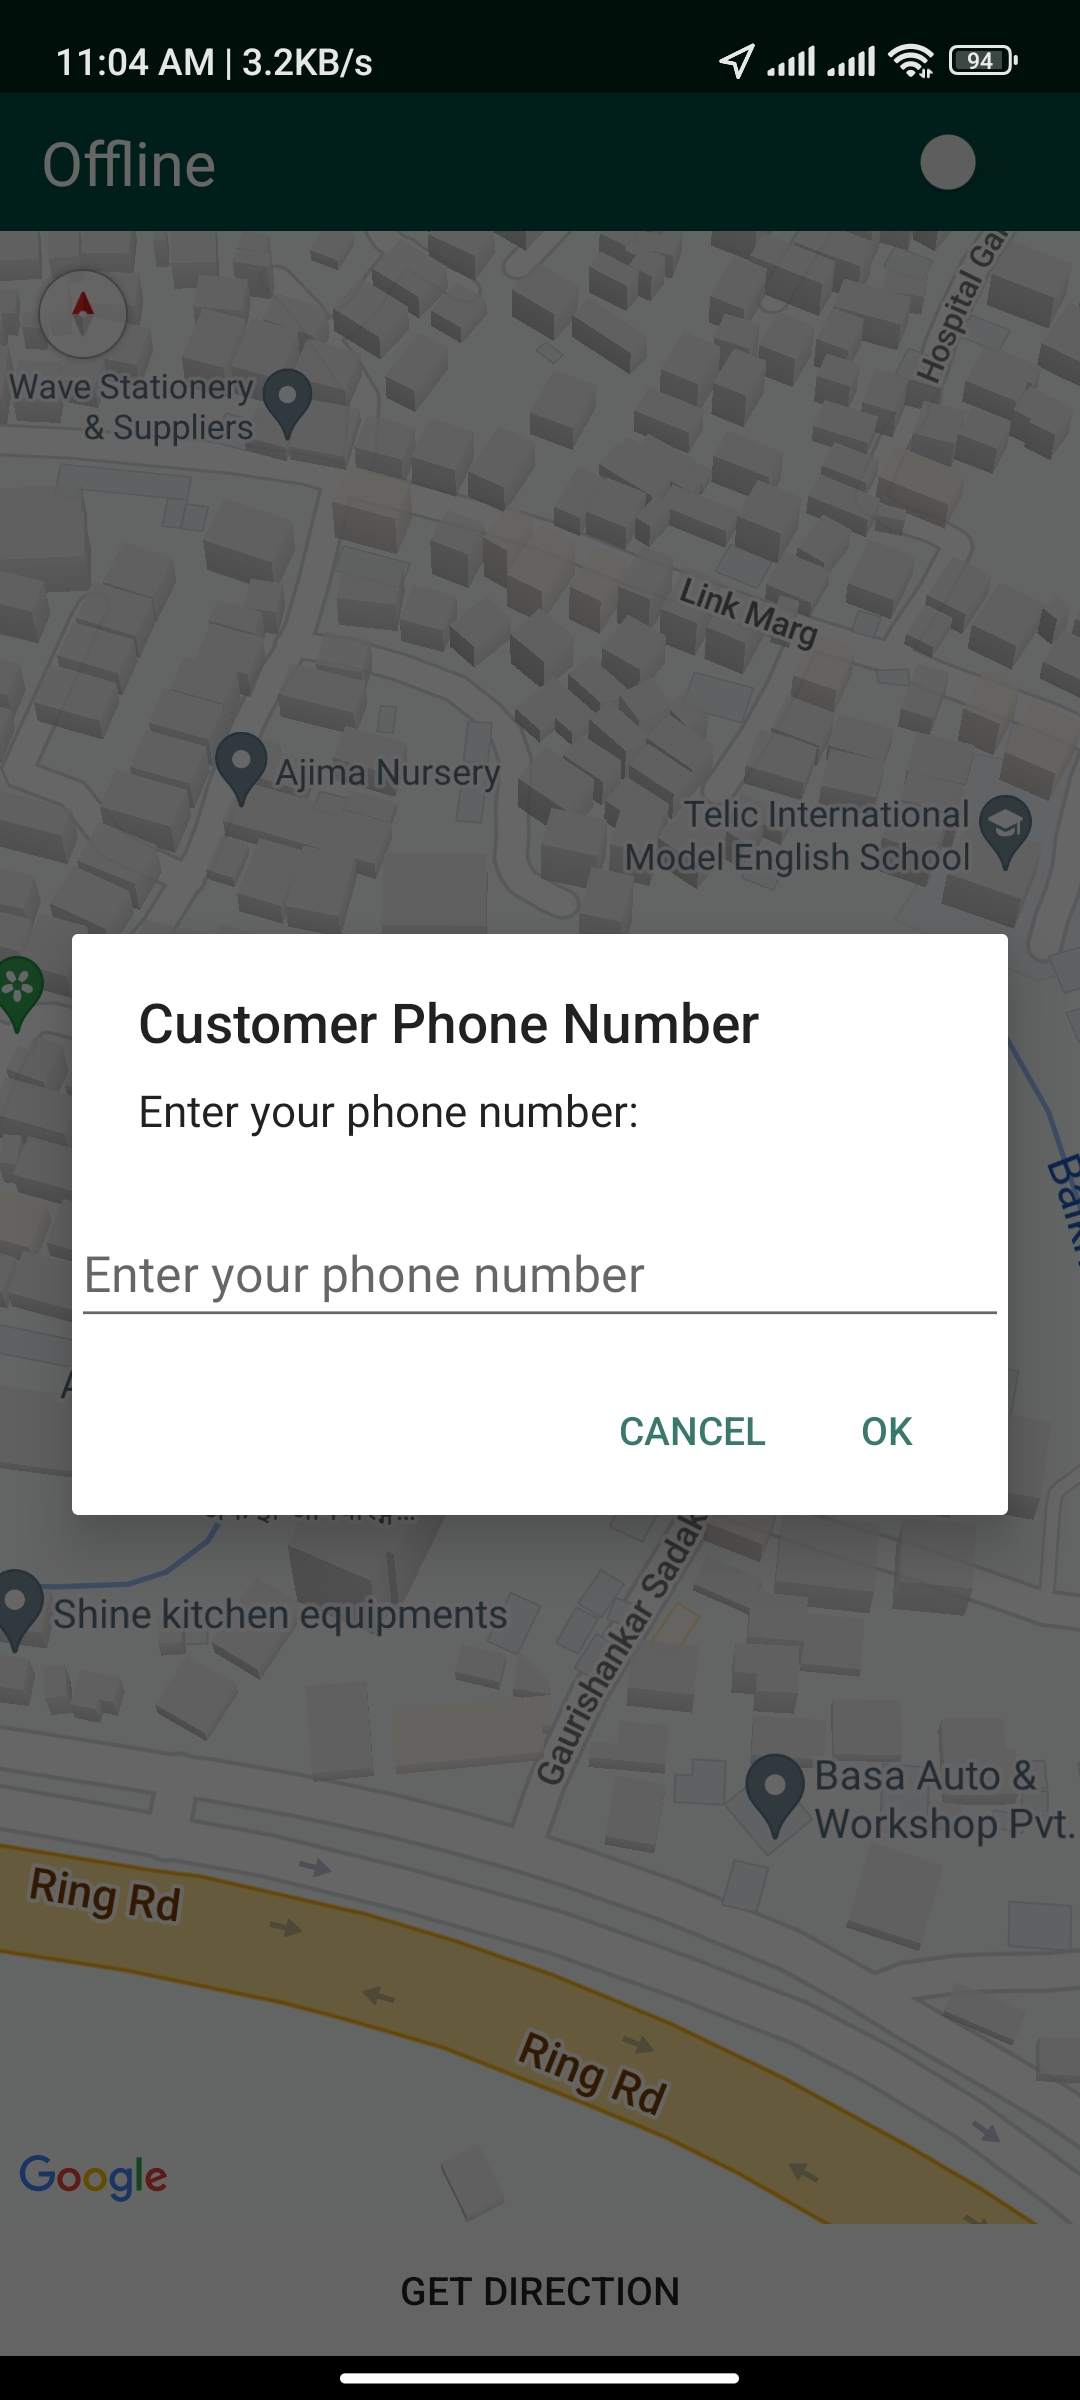 11:04 AM | 3.2KB/s
94
Offline
Hospital Ga
Wave Stationery
& Suppliers
Link Marg
Ajima Nursery
Telic International
Model English School
Customer Phone Number
Enter your phone number:
Enter your phone number
CANCEL
OK
Shine kitchen equipments
Gaurishankar Sadak
Basa Auto &
Workshop Pvt.
Ring Rd
Ring Rd
Google
GET DIRECTION